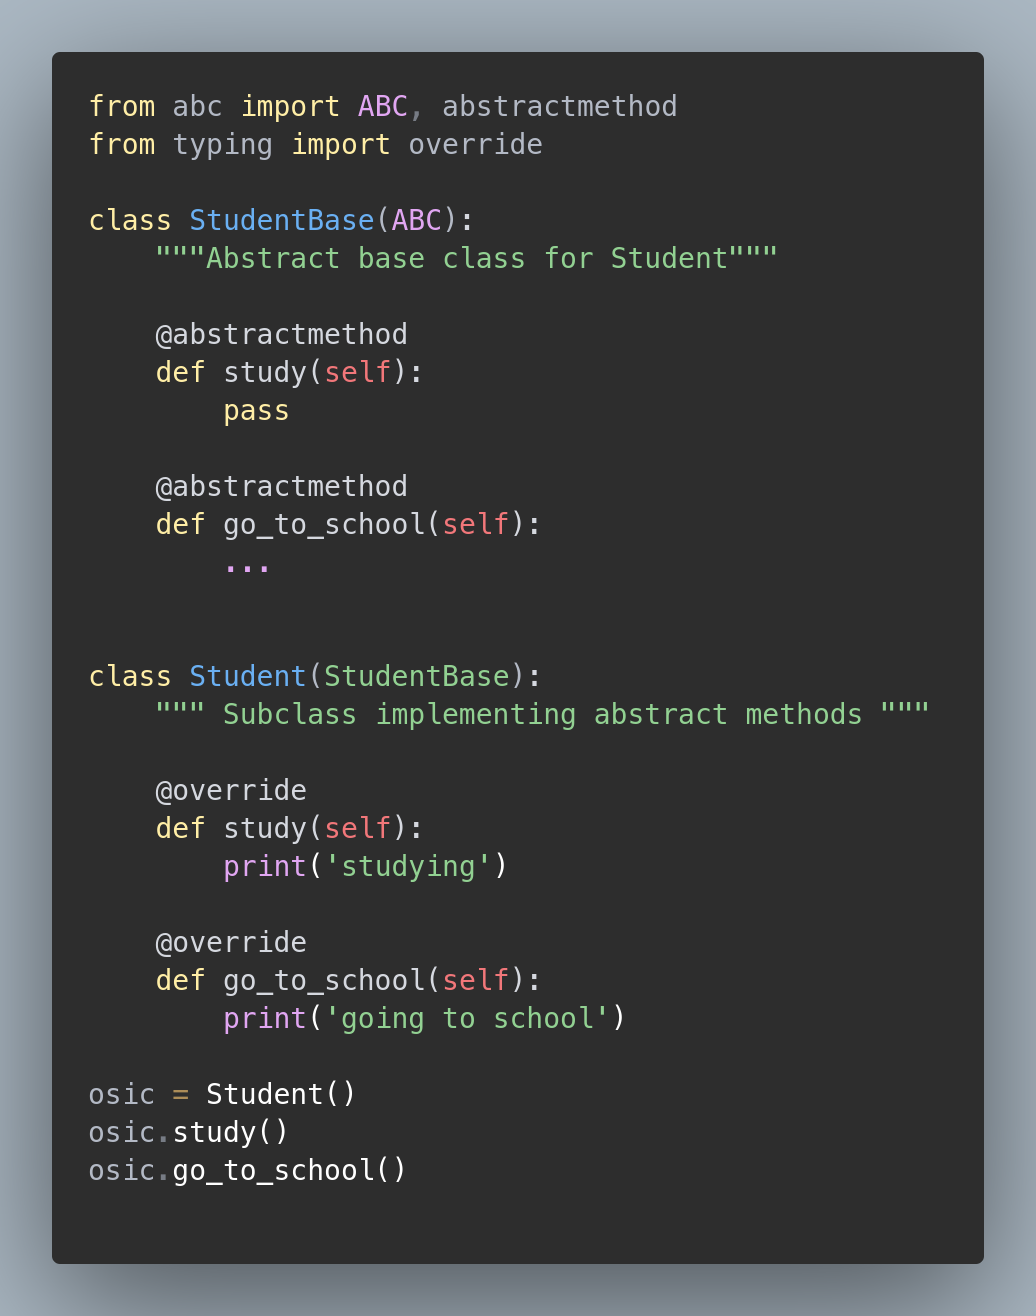 from abc import ABC, abstractmethod
from typing import override
class StudentBase(ABC):
    """Abstract base class for Student"""
    @abstractmethod
    def study(self):
        pass
    @abstractmethod
    def go_to_school(self):
        ...
class Student(StudentBase):
    """ Subclass implementing abstract methods """
    @override
    def study(self):
        print('studying')
    @override
    def go_to_school(self):
        print('going to school')
osic = Student()
osic.study()
osic.go_to_school()